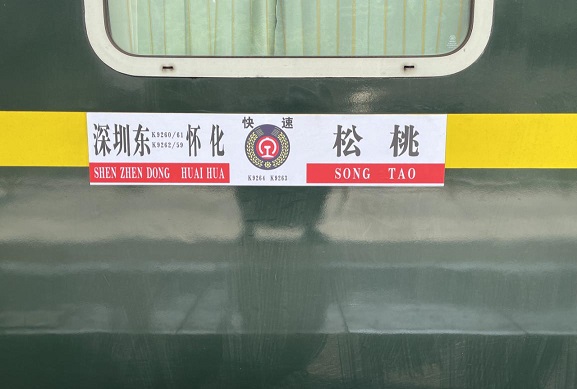 快速
深圳东 K9260/61 怀化 松桃
K9262/59
SHEN ZHEN DONG HUAI HUA SONG TAO
K9264 K9263